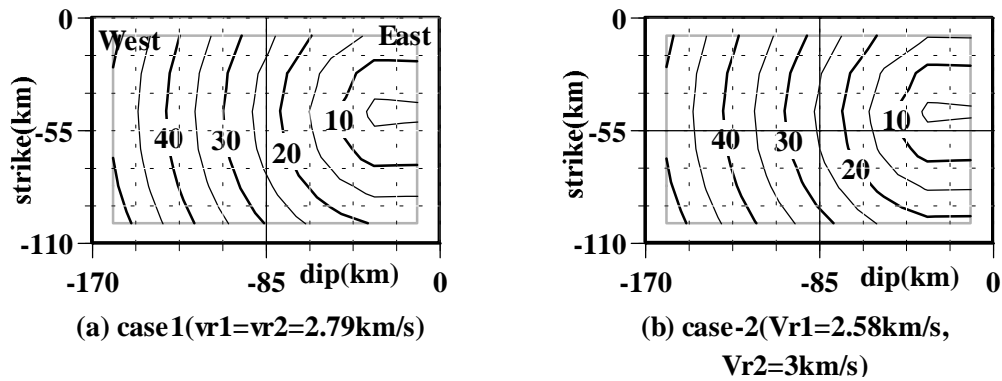 0
West
East
strike(km)
-55
40
30
20
10
-110
-170
-85
dip(km)
0
(a) case1(vr1=vr2=2.79km/s)
0
strike(km)
-55
40
30
20
10
-110
-170
-85
dip(km)
0
(b) case-2(Vr1=2.58km/s,
Vr2=3km/s)